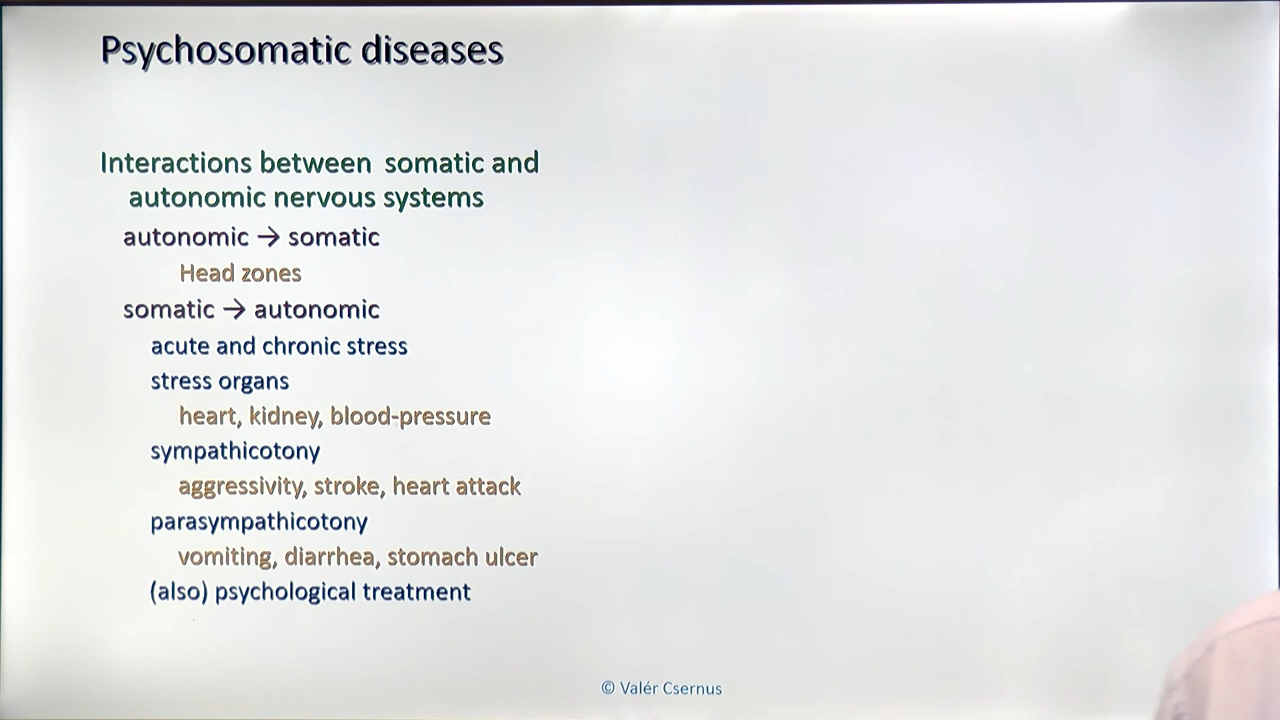 Psychosomatic diseases
Interactions between somatic and
autonomic nervous systems
autonomic → somatic
Head zones
somatic → autonomic
acute and chronic stress
stress organs
heart, kidney, blood-pressure
sympathicotony
aggressivity, stroke, heart attack
parasympathicotony
vomiting, diarrhea, stomach ulcer
(also) psychological treatment
© Valér Csernus